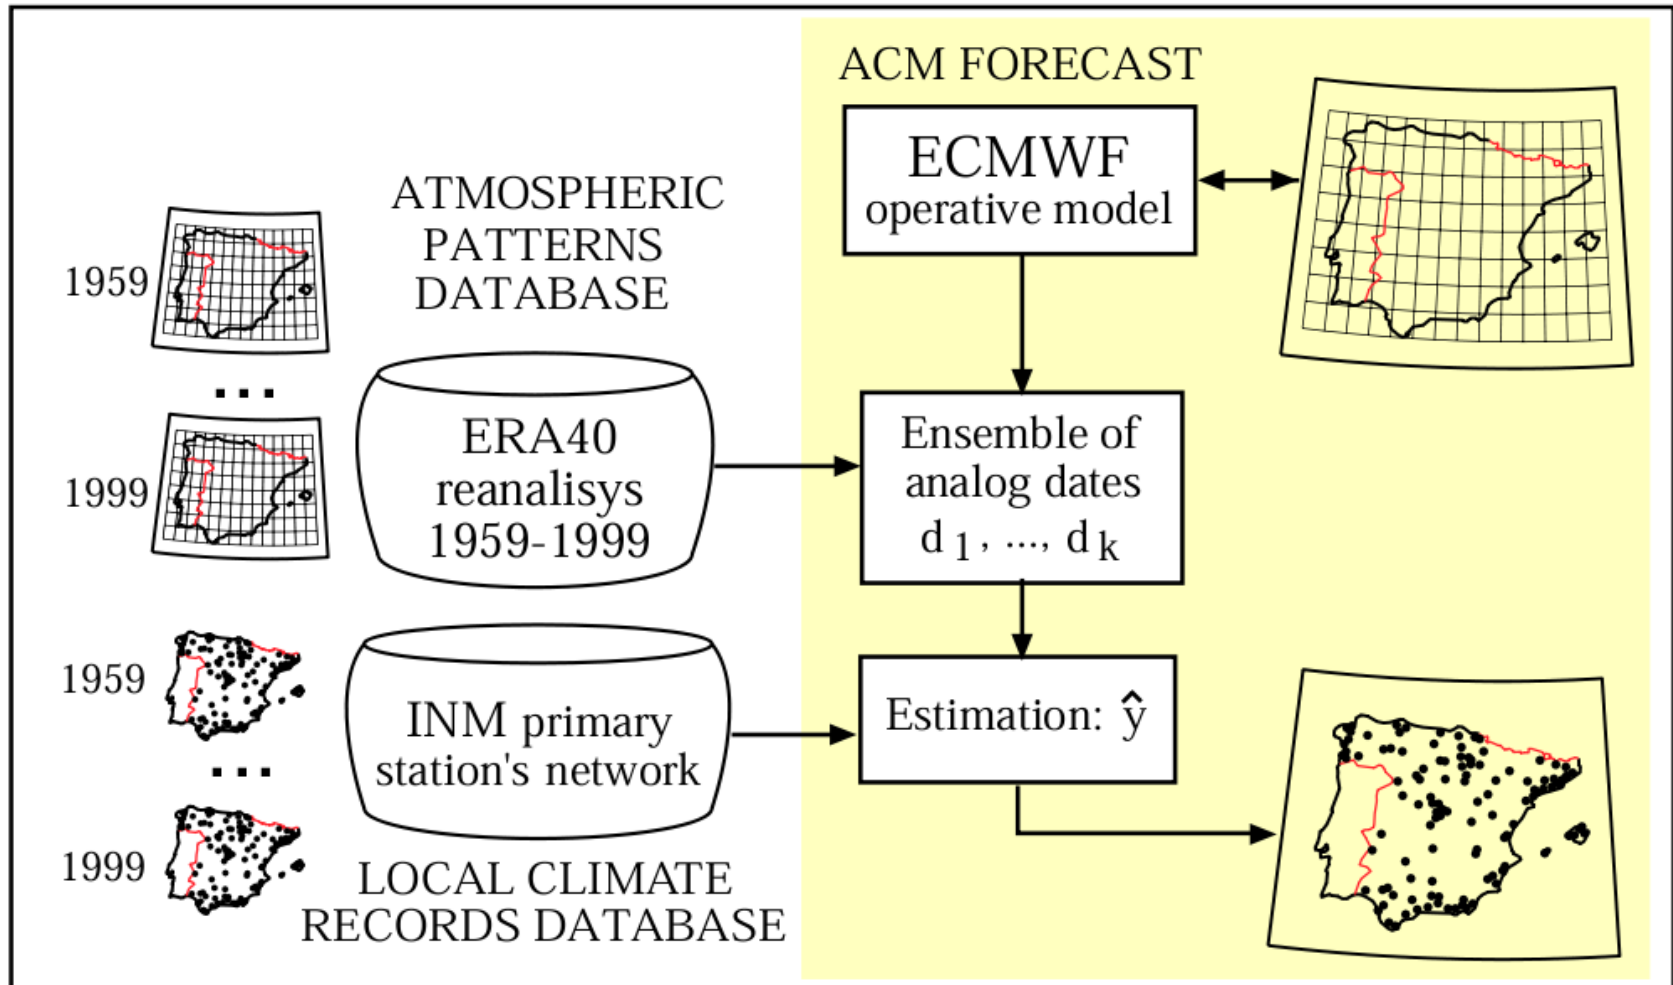 ACM FORECAST
ECMWF
operative model
ATMOSPHERIC
PATTERNS
DATABASE
1959
...
1999
ERA40
reanalisys
1959-1999
Ensemble of
analog dates
d 1, ..., d k
1959
...
1999
INM primary
station's network
Estimation: ŷ
LOCAL CLIMATE
RECORDS DATABASE